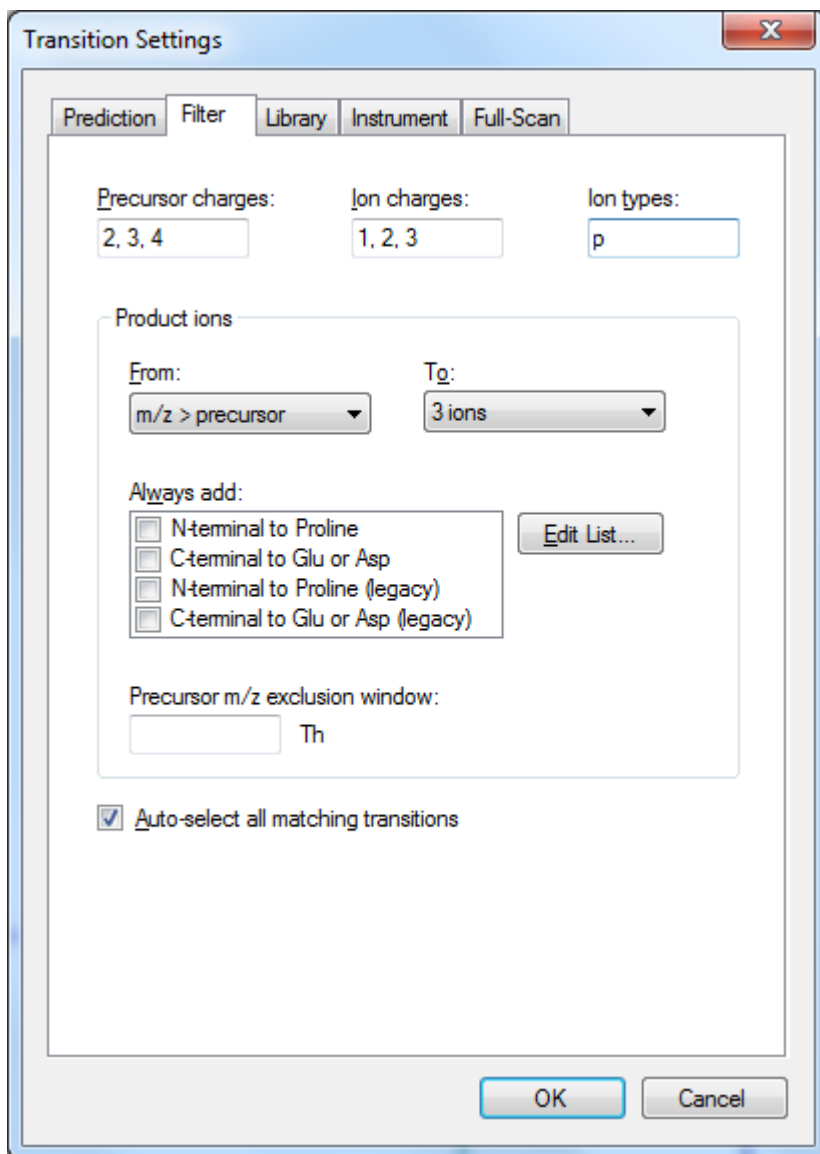 Transition Settings
Prediction Filter Library Instrument Full-Scan
Precursor charges: Ion charges: Ion types:
2, 3, 4 1, 2, 3 p
Product ions
From: To:
m/z > precursor 3 ions
Always add:
N-terminal to Proline
Edit List...
C-terminal to Glu or Asp
N-terminal to Proline (legacy)
C-terminal to Glu or Asp (legacy)
Precursor m/z exclusion window:
Th
Auto-select all matching transitions
OK Cancel